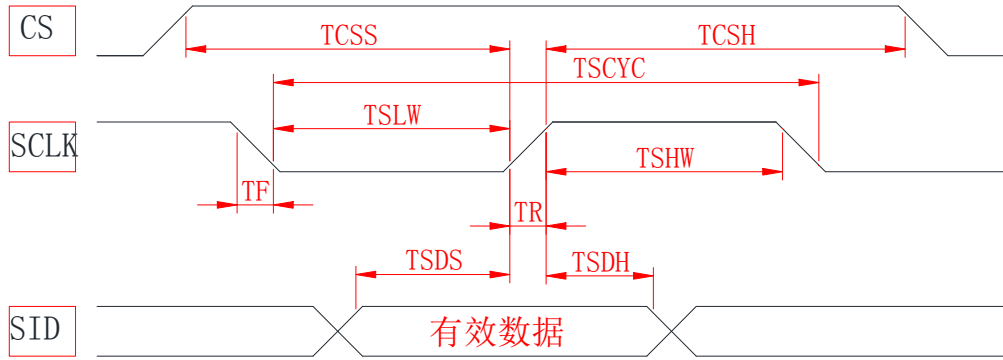 CS
TCSS
TCSH
TSCYC
TSLW
SCLK
TSHW
TF
TR
TSDS
TSDH
SID
有效数据